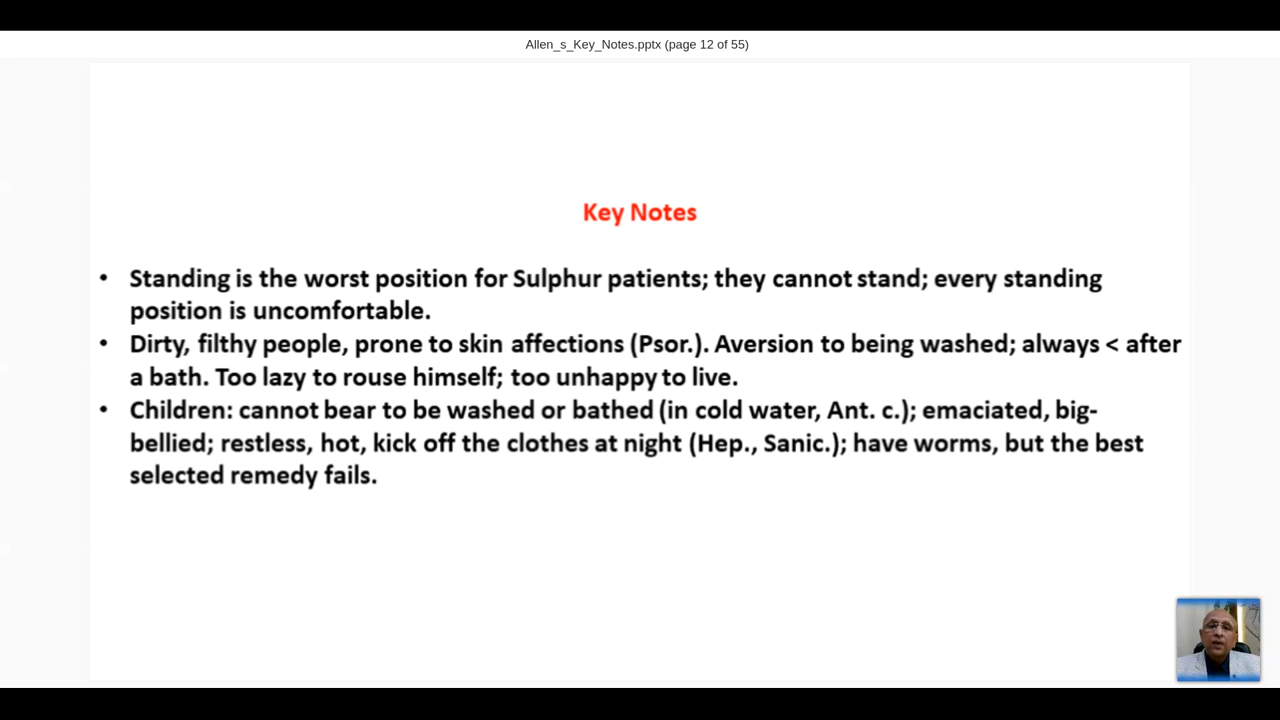 Allen_s_Key_Notes.pptx (page 12 of 55)
Key Notes
• Standing is the worst position for Sulphur patients; they cannot stand; every standing
position is uncomfortable.
• Dirty, filthy people, prone to skin affections (Psor.). Aversion to being washed; always < after
a bath. Too lazy to rouse himself; too unhappy to live.
• Children: cannot bear to be washed or bathed (in cold water, Ant. c.); emaciated, big-
bellied; restless, hot, kick off the clothes at night (Hep., Sanic.); have worms, but the best
selected remedy fails.